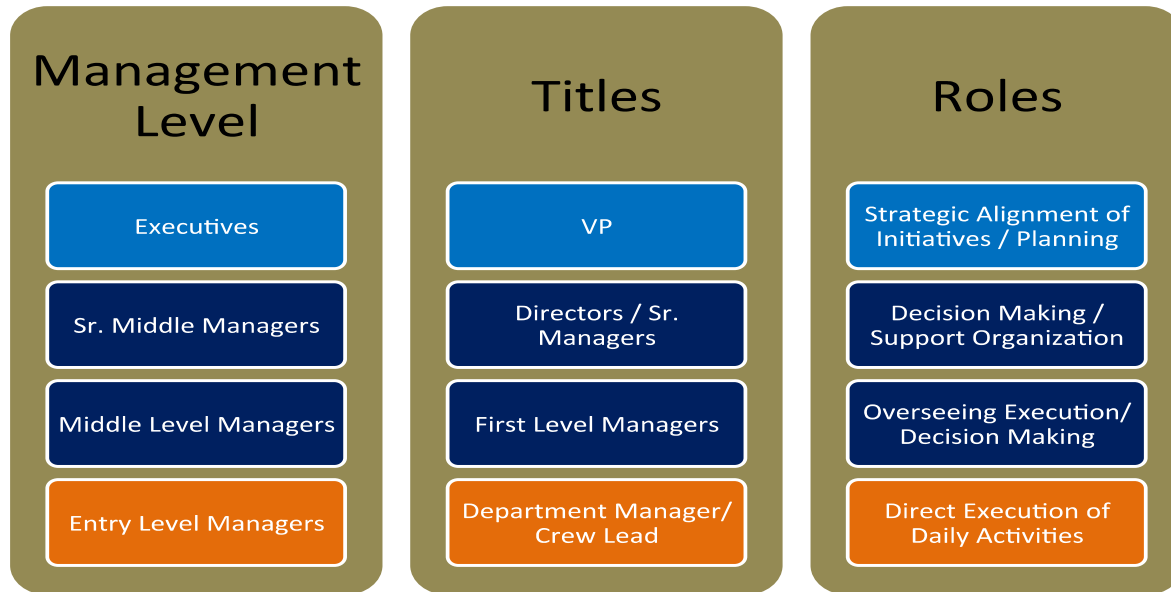 Management
Level
Executives
Sr. Middle Managers
Middle Level Managers
Entry Level Managers
Titles
VP
Directors / Sr.
Managers
First Level Managers
Department Manager/
Crew Lead
Roles
Strategic Alignment of
Initiatives / Planning
Decision Making /
Support Organization
Overseeing Execution/
Decision Making
Direct Execution of
Daily Activities